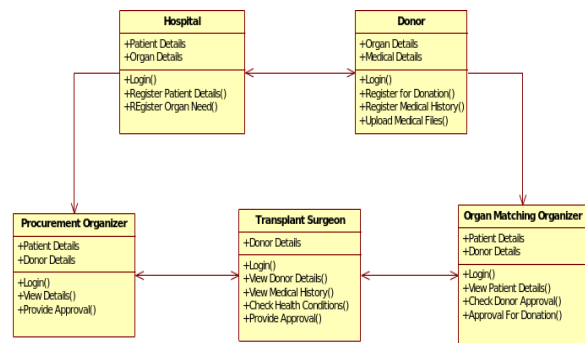 Hospital
+Patient Details
+Organ Details
+Login()
+Register Patient Details()
+REgister Organ Need()
Donor
+Organ Details
+Medical Details
+Login()
+Register for Donation()
+Register Medical History()
+Upload Medical Files()
Procurement Organizer
+Patient Details
+Donor Details
+Login()
+View Details()
+Provide Approval()
Transplant Surgeon
+Donor Details
+Login()
+View Donor Details()
+View Medical History()
+Check Health Conditions()
+Provide Approval()
Organ Matching Organizer
+Patient Details
+Donor Details
+Login()
+View Patient Details()
+Check Donor Approval()
+Approval For Donation()